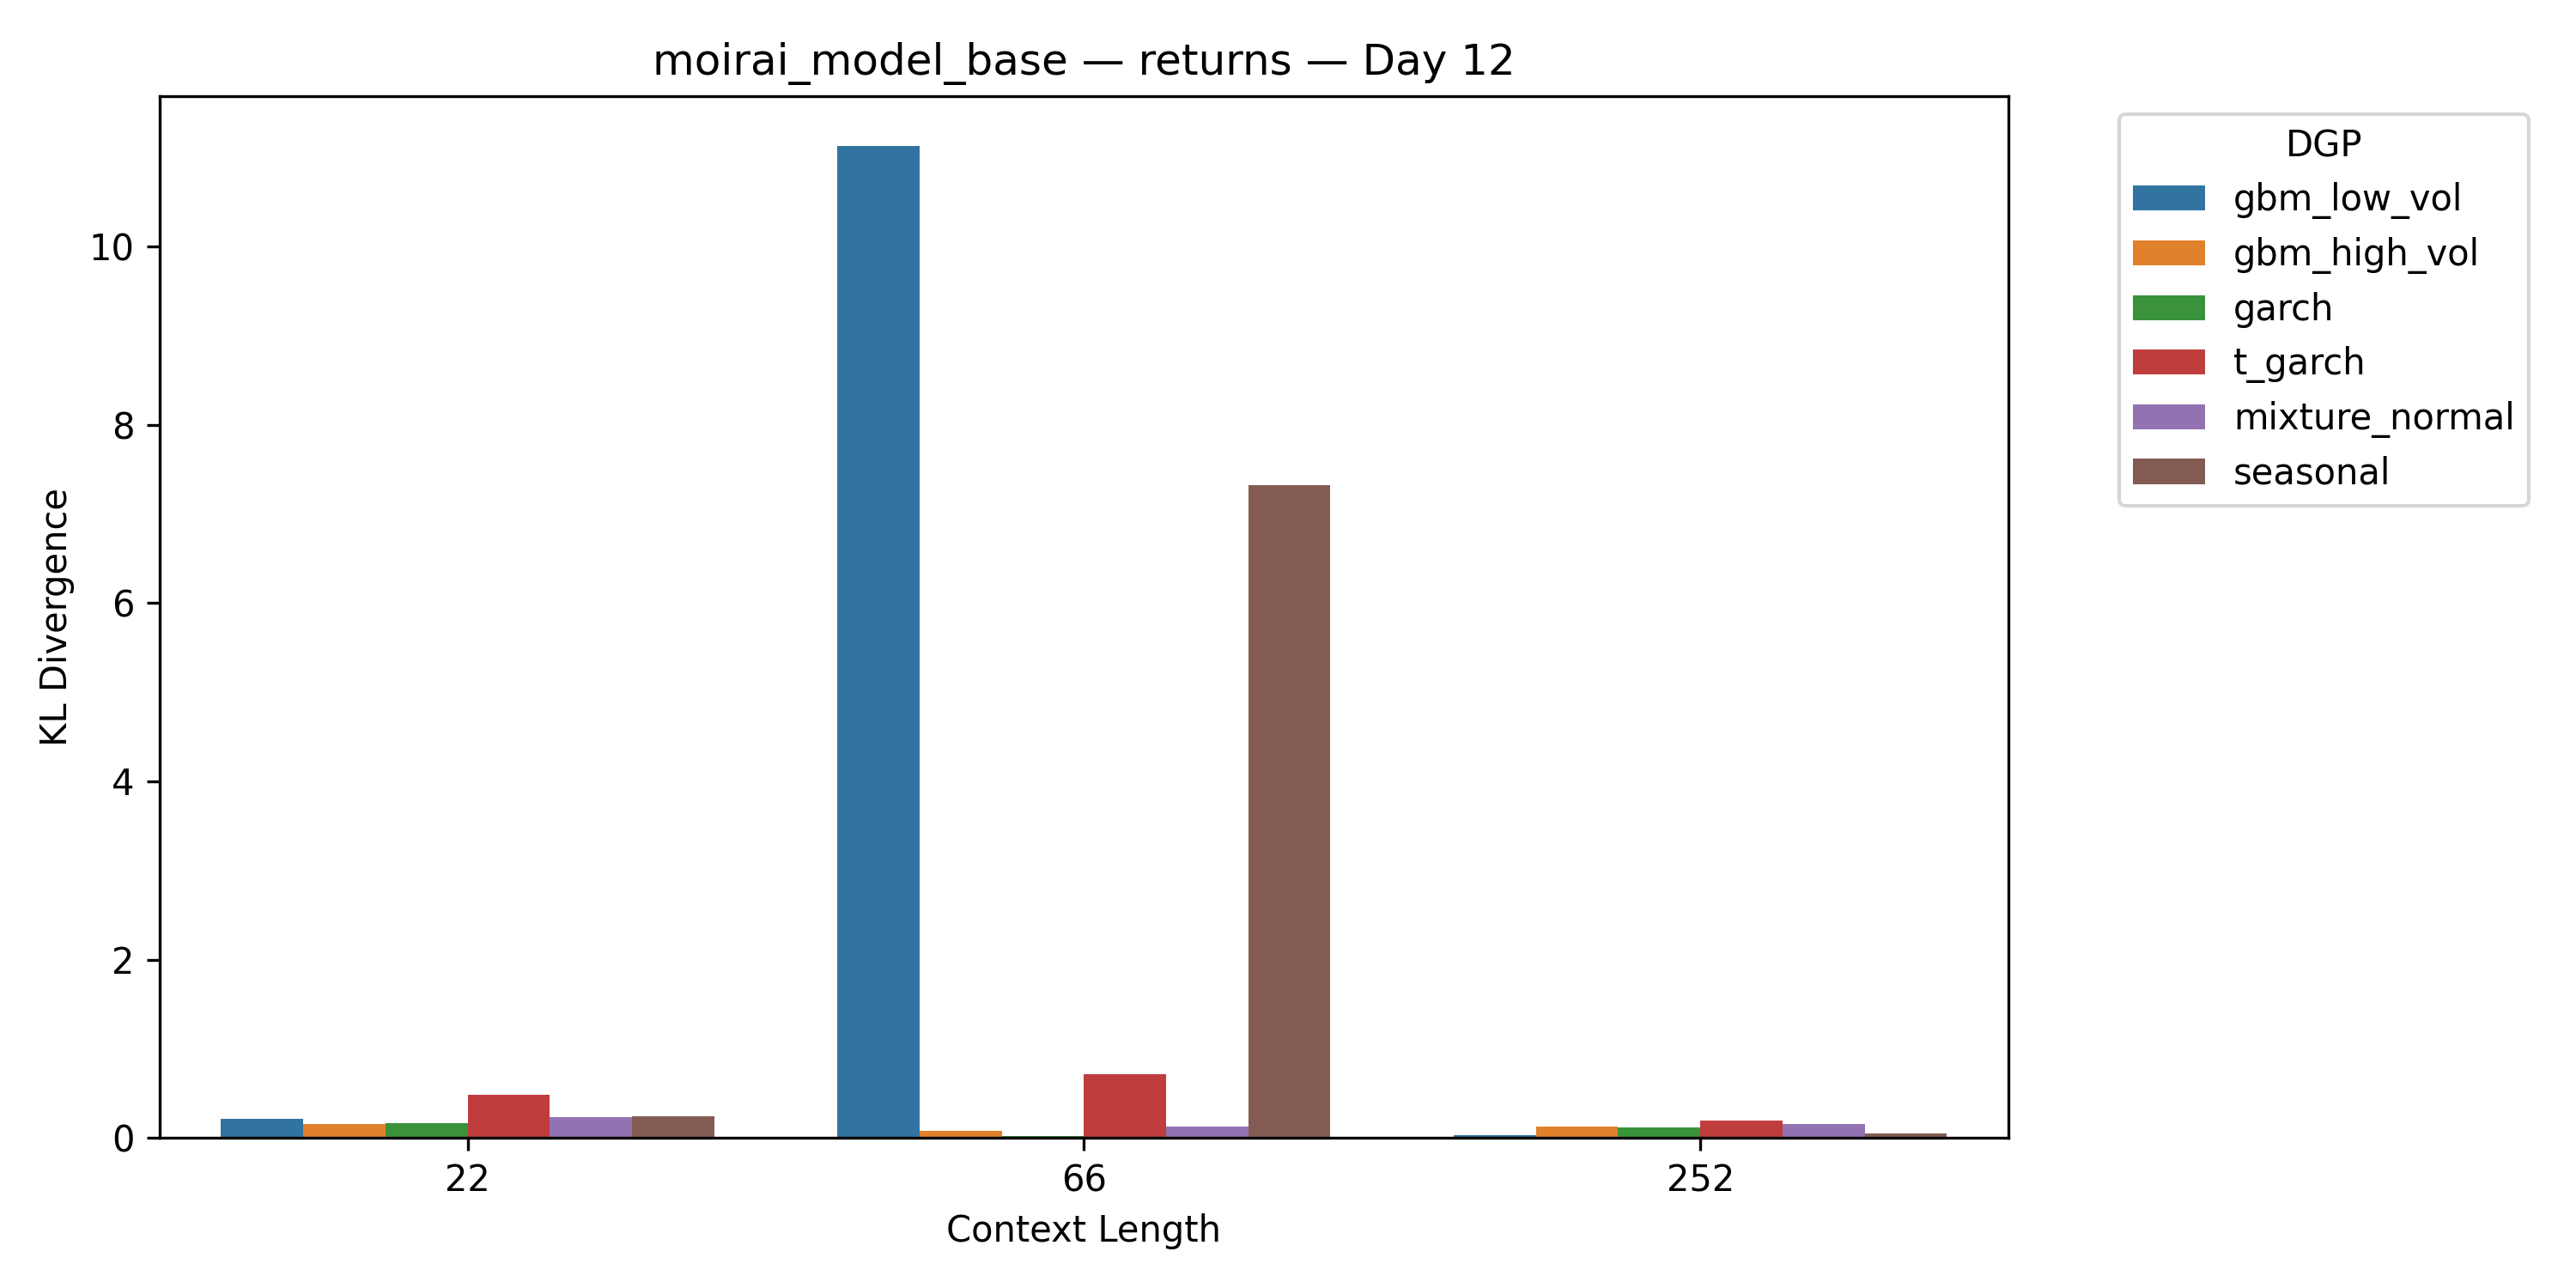 moirai_model_base — returns — Day 12
KL Divergence
10
8
6
4
2
0
22
66
252
Context Length
DGP
gbm_low_vol
gbm_high_vol
garch
t_garch
mixture_normal
seasonal